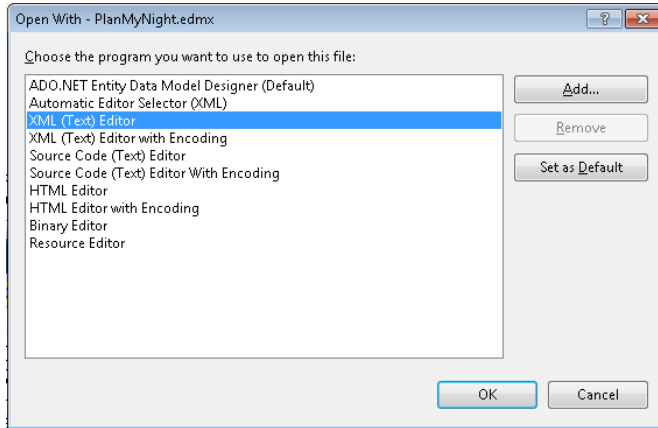 Open With - PlanMyNight.edmx
Choose the program you want to use to open this file:
ADO.NET Entity Data Model Designer (Default)
Automatic Editor Selector (XML)
XML (Text) Editor
XML (Text) Editor with Encoding
Source Code (Text) Editor
Source Code (Text) Editor With Encoding
HTML Editor
HTML Editor with Encoding
Binary Editor
Resource Editor
Add...
Remove
Set as Default
OK
Cancel